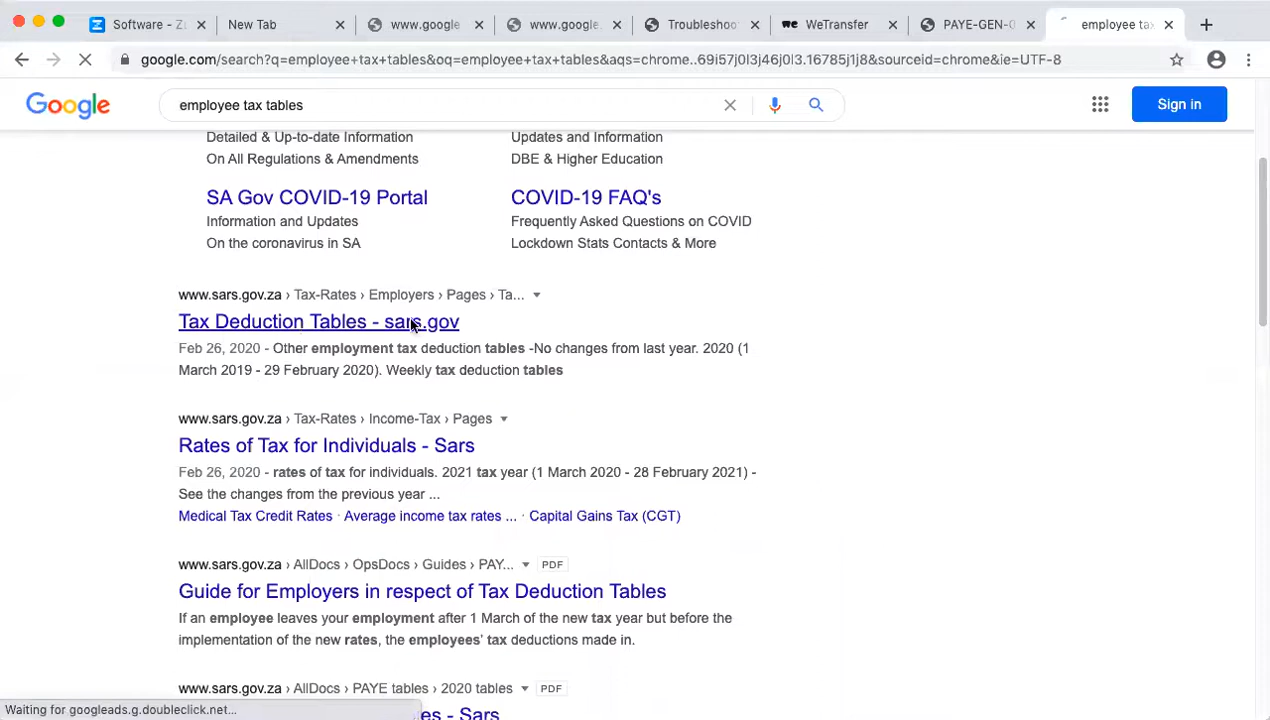 Software - Z
New Tab
www.google
www.google.
Troubleshoo
WeTransfer
PAYE-GEN-
employee tax
google.com/search?q=employee+tax+tables&oq=employee+tax+tables&aqs=chrome..69i57j0l3j46j0l3.16785j1j8&sourceid=chrome&ie=UTF-8
Google
employee tax tables
Sign in
Detailed & Up-to-date Information
On All Regulations & Amendments
Updates and Information
DBE & Higher Education
SA Gov COVID-19 Portal
Information and Updates
On the coronavirus in SA
COVID-19 FAQ's
Frequently Asked Questions on COVID
Lockdown Stats Contacts & More
www.sars.gov.za › Tax-Rates › Employers › Pages › Ta...
Tax Deduction Tables - sars.gov
Feb 26, 2020 - Other employment tax deduction tables -No changes from last year. 2020 (1
March 2019 - 29 February 2020). Weekly tax deduction tables
www.sars.gov.za › Tax-Rates › Income-Tax › Pages
Rates of Tax for Individuals - Sars
Feb 26, 2020 - rates of tax for individuals. 2021 tax year (1 March 2020 - 28 February 2021) -
See the changes from the previous year ...
Medical Tax Credit Rates · Average income tax rates ... · Capital Gains Tax (CGT)
www.sars.gov.za › AllDocs › OpsDocs › Guides › PAY... PDF
Guide for Employers in respect of Tax Deduction Tables
If an employee leaves your employment after 1 March of the new tax year but before the
implementation of the new rates, the employees' tax deductions made in.
www.sars.gov.za › AllDocs › PAYE tables › 2020 tables PDF
es - Sars
Waiting for googleads.g.doubleclick.net...